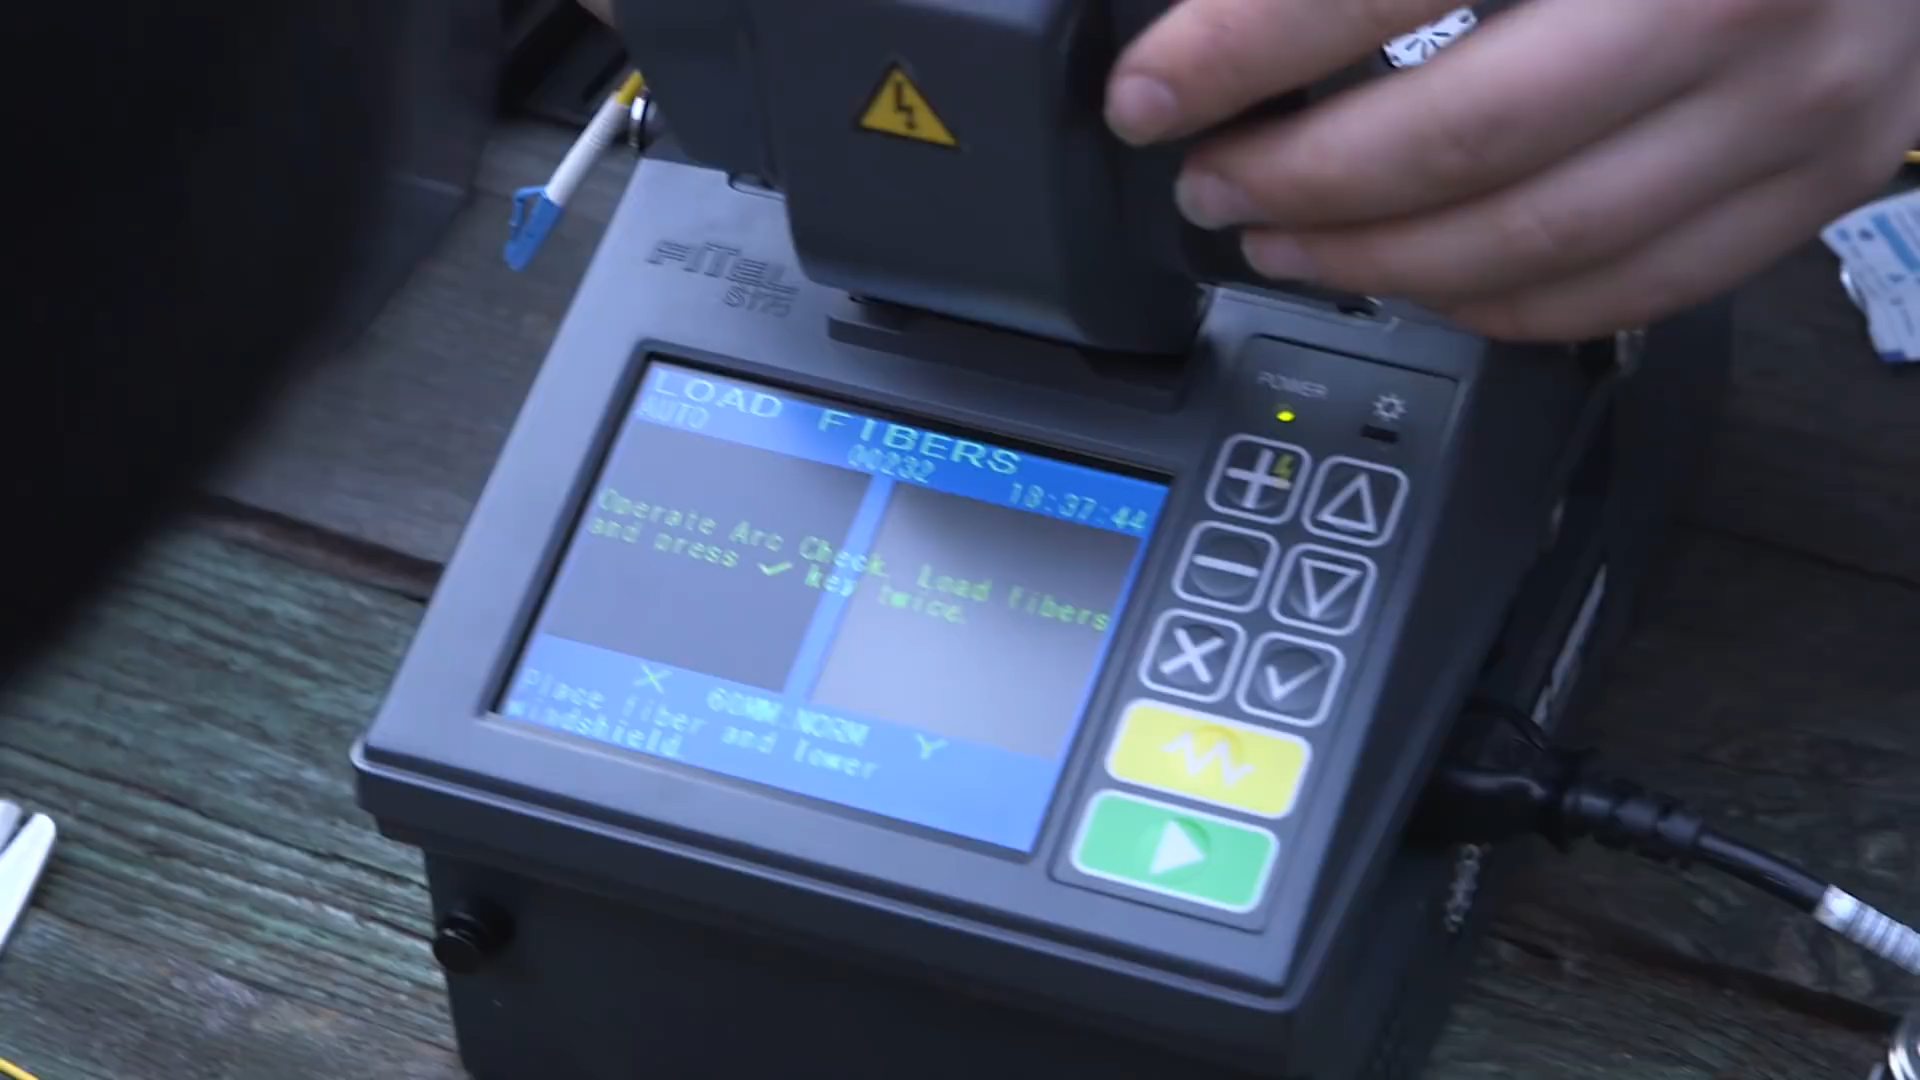 FITEL
S175
POWER
LOAD FIBERS
AUTO
00232
18:37:44
Operate Arc Check. Load fibers
and press ✓ key twice.
X 60MM NORM Y
Place fiber and lower
windshield.